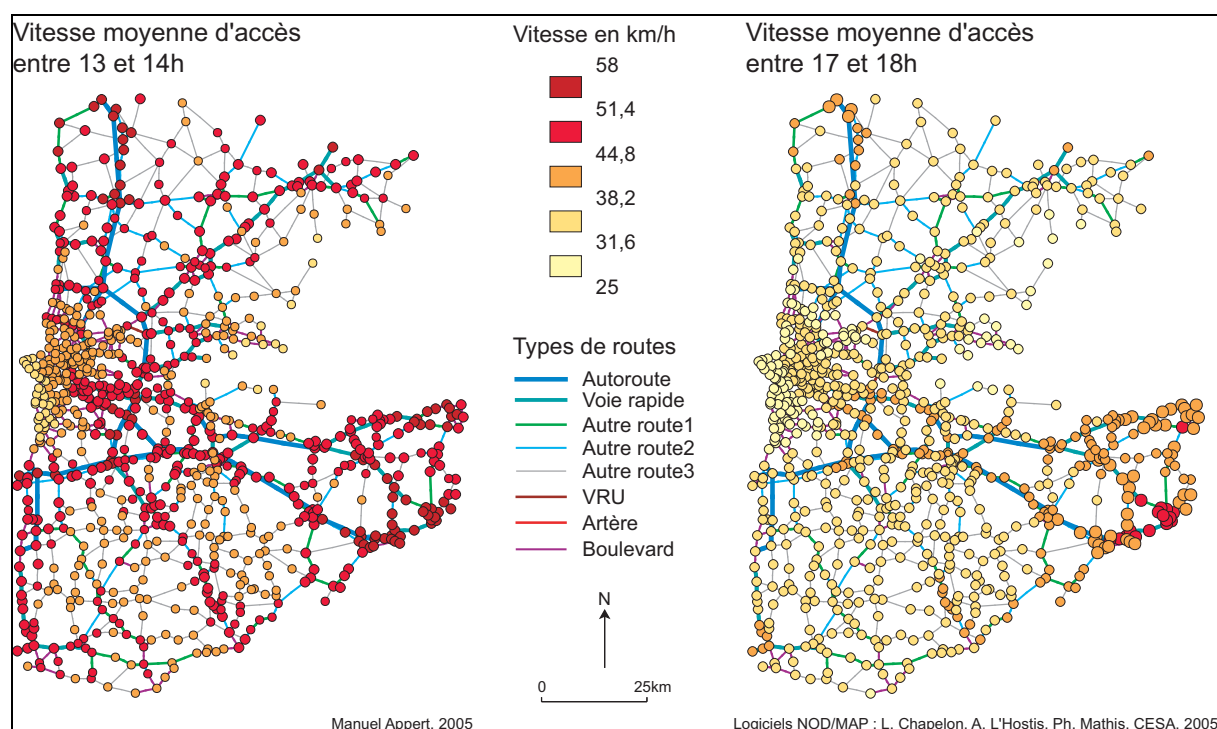 Vitesse moyenne d'accès
entre 13 et 14h
Vitesse en km/h
58
51,4
44,8
38,2
31,6
25
Types de routes
Autoroute
Voie rapide
Autre route1
Autre route2
Autre route3
VRU
Artère
Boulevard
N
0 25km
Vitesse moyenne d'accès
entre 17 et 18h
Manuel Appert, 2005
Logiciels NOD/MAP : L. Chapelon, A. L'Hostis, Ph. Mathis, CESA, 2005